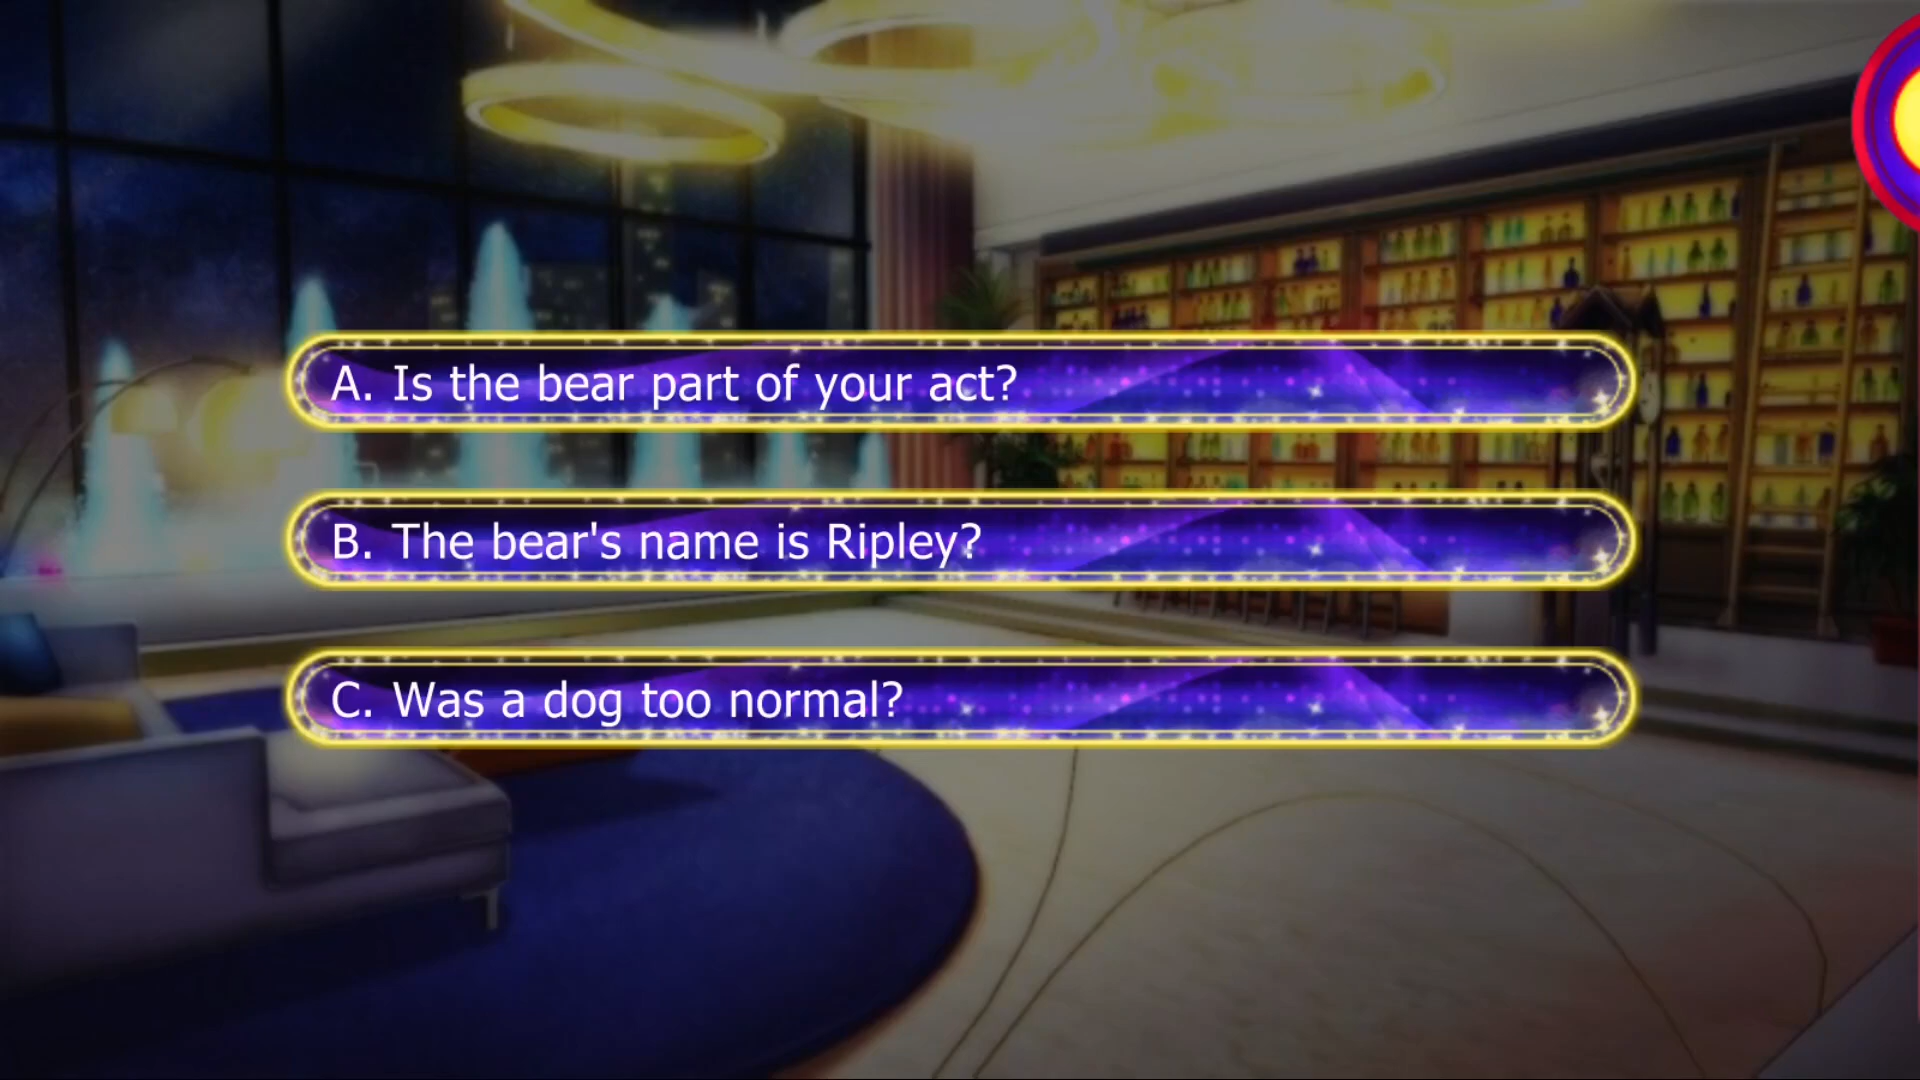 A. Is the bear part of your act?
B. The bear's name is Ripley?
C. Was a dog too normal?